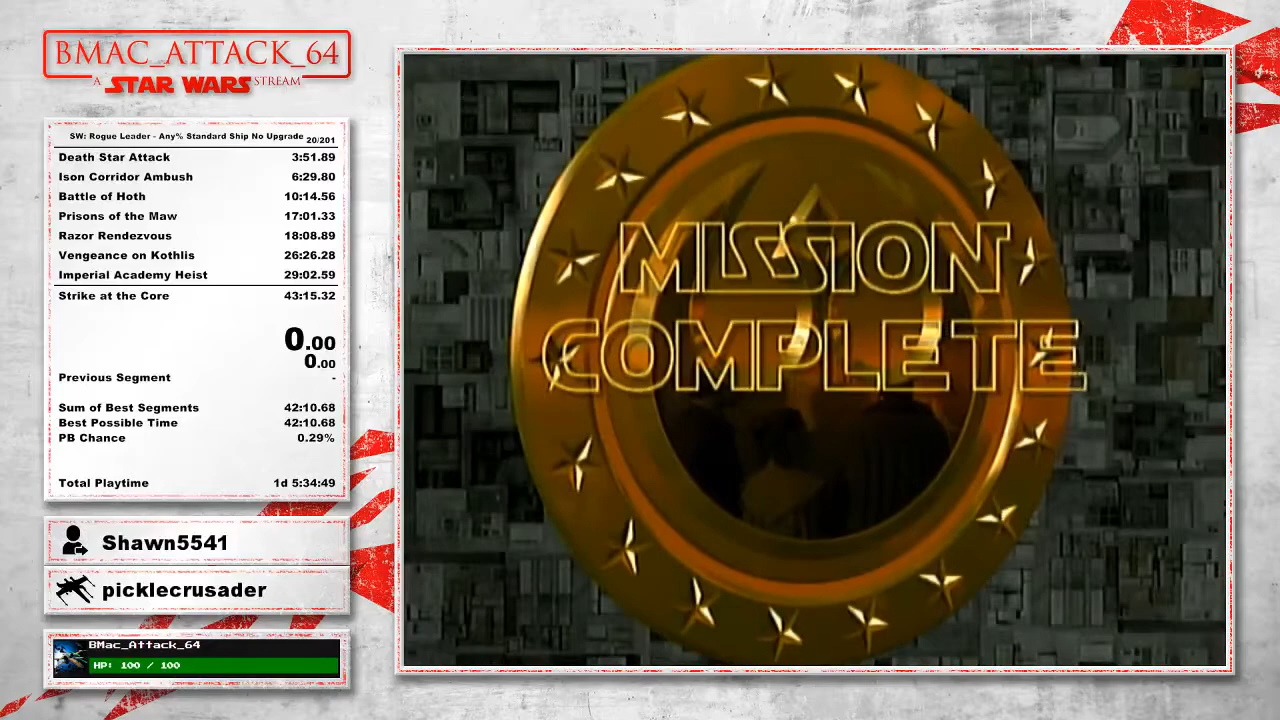 BMAC_ATTACK_64
A STAR WARS STREAM
SW: Rogue Leader - Any% Standard Ship No Upgrade 20/201
Death Star Attack 3:51.89
Ison Corridor Ambush 6:29.80
Battle of Hoth 10:14.56
Prisons of the Maw 17:01.33
Razor Rendezvous 18:08.89
Vengeance on Kothlis 26:26.28
Imperial Academy Heist 29:02.59
Strike at the Core 43:15.32
0.00
0.00
Previous Segment -
Sum of Best Segments 42:10.68
Best Possible Time 42:10.68
PB Chance 0.29%
Total Playtime 1d 5:34:49
Shawn5541
picklecrusader
BMac_Attack_64
HP: 100 / 100
MISSION
COMPLETE